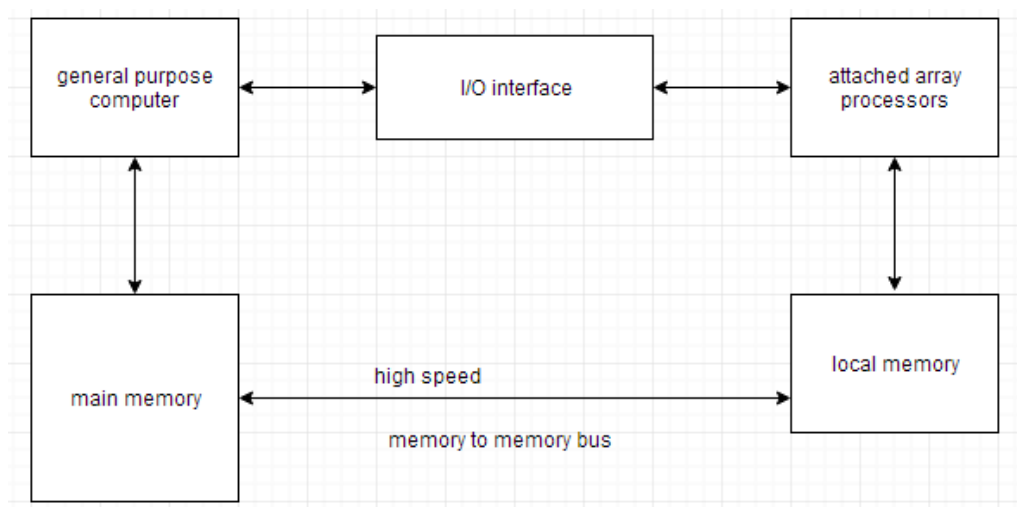 general purpose
computer
I/O interface
attached array
processors
main memory
high speed
memory to memory bus
local memory